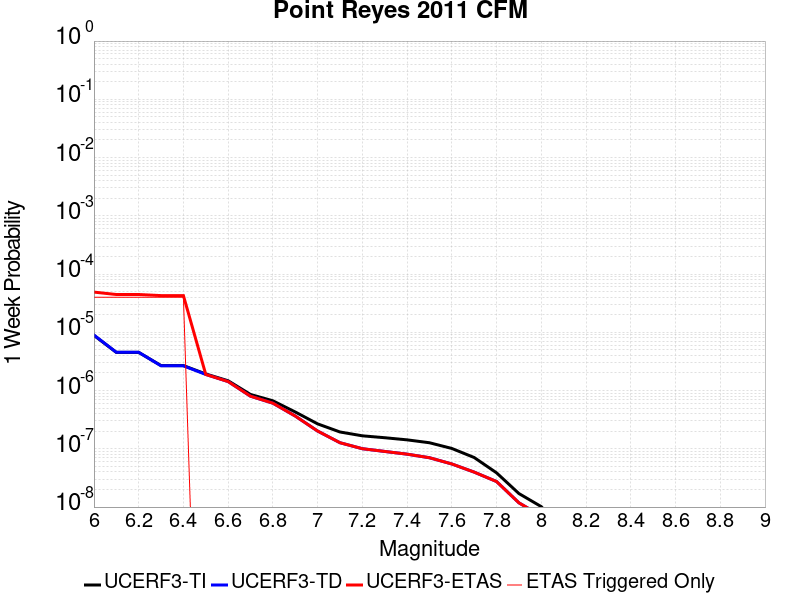 Point Reyes 2011 CFM
10 0
10 -1
10 -2
10 -3
10 -4
10 -5
10 -6
10 -7
10 -8
1 Week Probability
6 6.2 6.4 6.6 6.8 7 7.2 7.4 7.6 7.8 8 8.2 8.4 8.6 8.8 9
Magnitude
UCERF3-TI UCERF3-TD UCERF3-ETAS ETAS Triggered Only